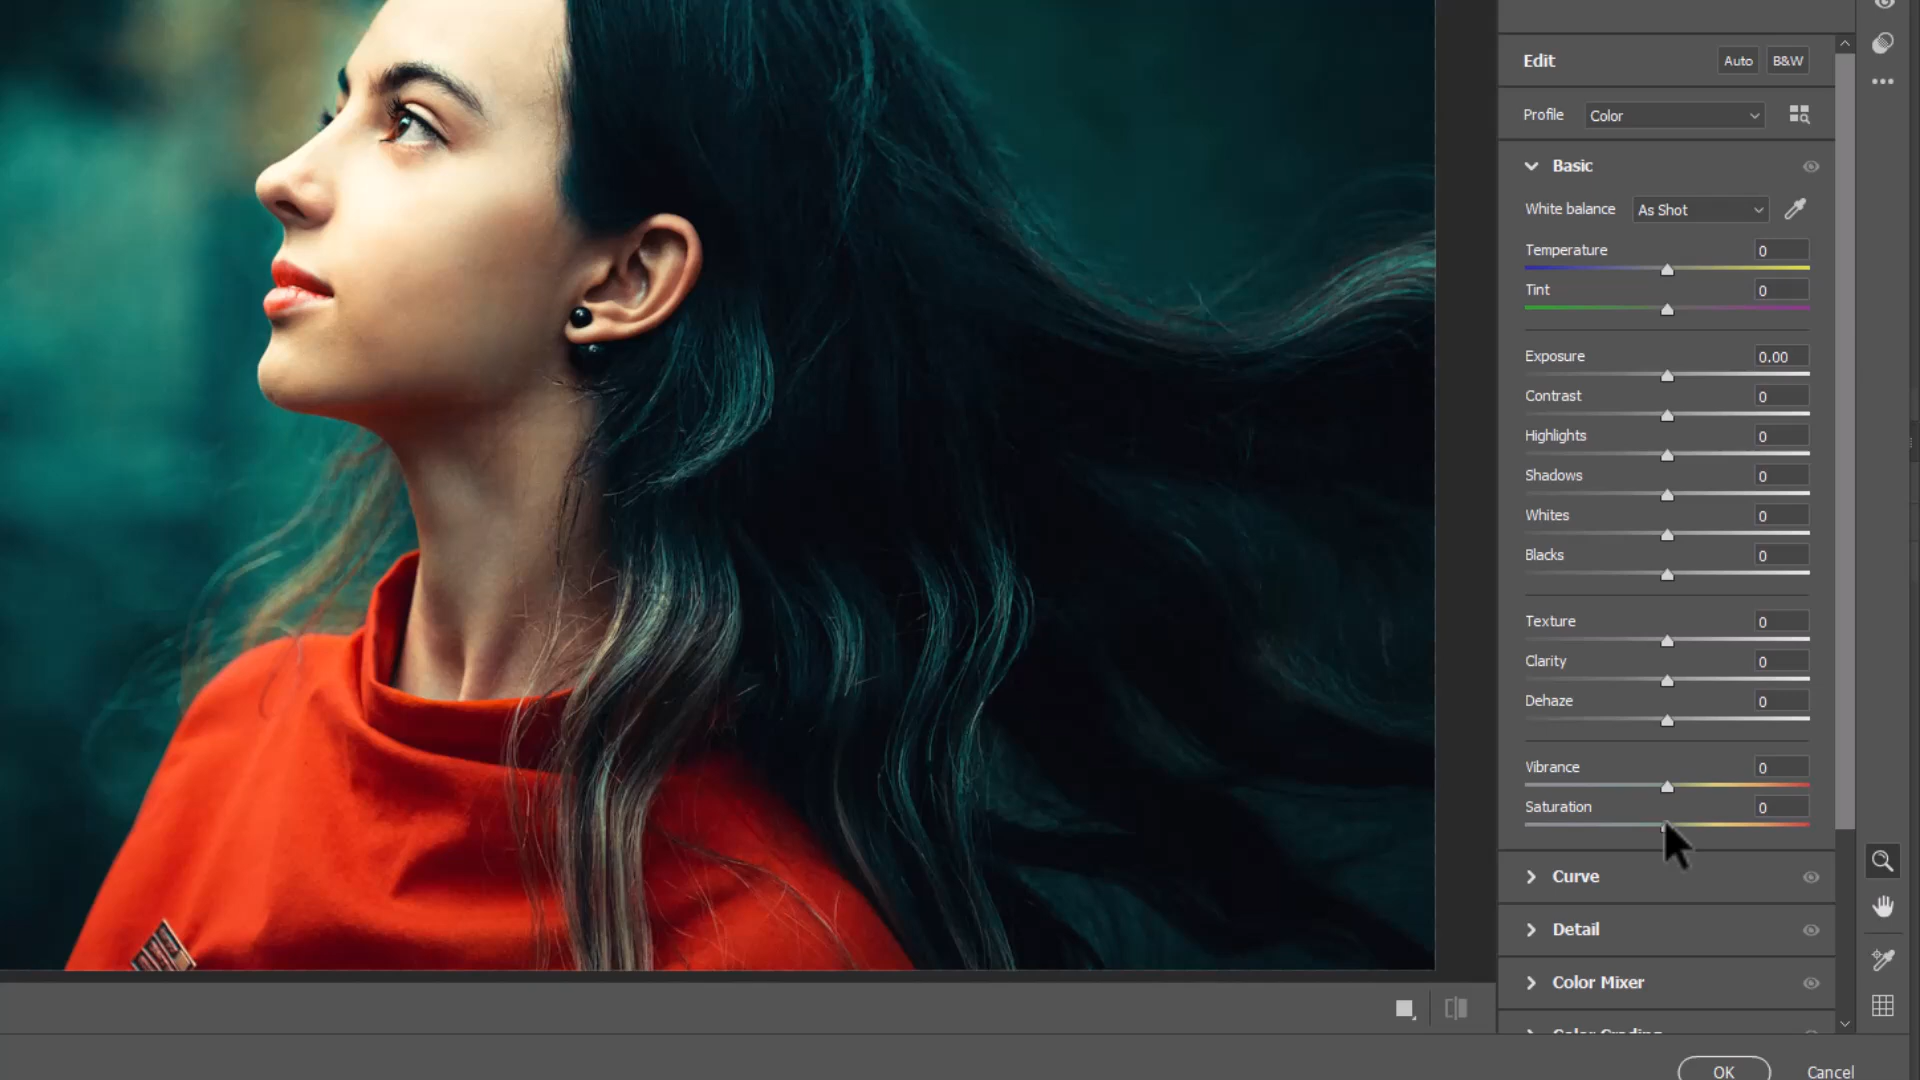 Edit Auto B&W
Profile Color
Basic
White balance As Shot
Temperature 0
Tint 0
Exposure 0.00
Contrast 0
Highlights 0
Shadows 0
Whites 0
Blacks 0
Texture 0
Clarity 0
Dehaze 0
Vibrance 0
Saturation 0
Curve
Detail
Color Mixer
Color Grading
OK Cancel